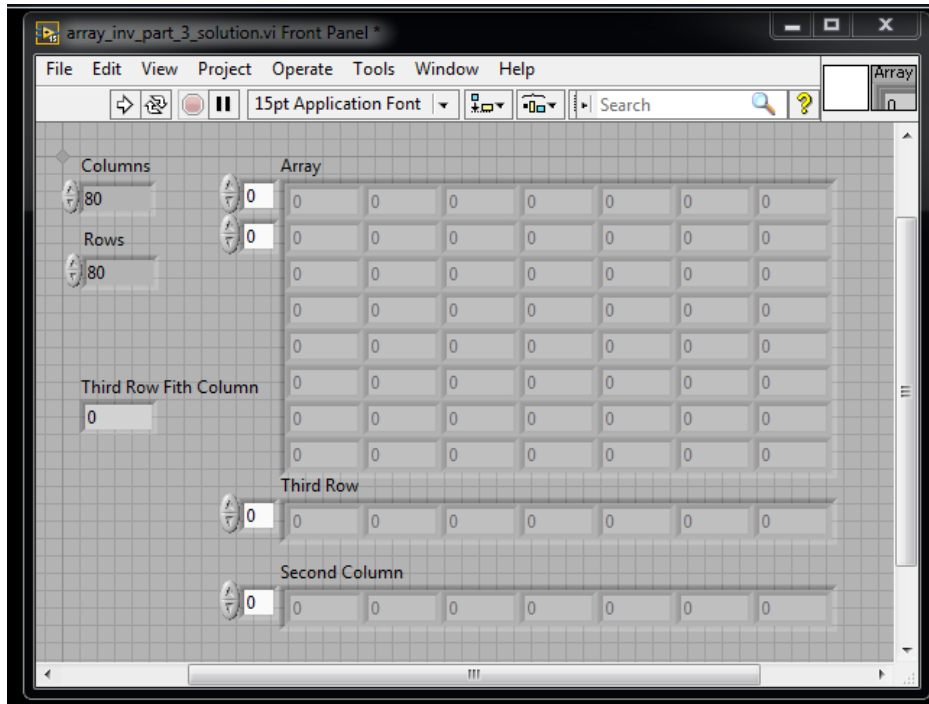 array_inv_part_3_solution.vi Front Panel *
File Edit View Project Operate Tools Window Help
15pt Application Font Search ?
Array
Columns Array
80 0 0 0 0 0 0 0 0
Rows 0 0 0 0 0 0 0 0
80 0 0 0 0 0 0 0
0 0 0 0 0 0 0
0 0 0 0 0 0 0
Third Row Fith Column 0 0 0 0 0 0 0
0 0 0 0 0 0 0 0
0 0 0 0 0 0 0
Third Row
0 0 0 0 0 0 0 0
Second Column
0 0 0 0 0 0 0 0